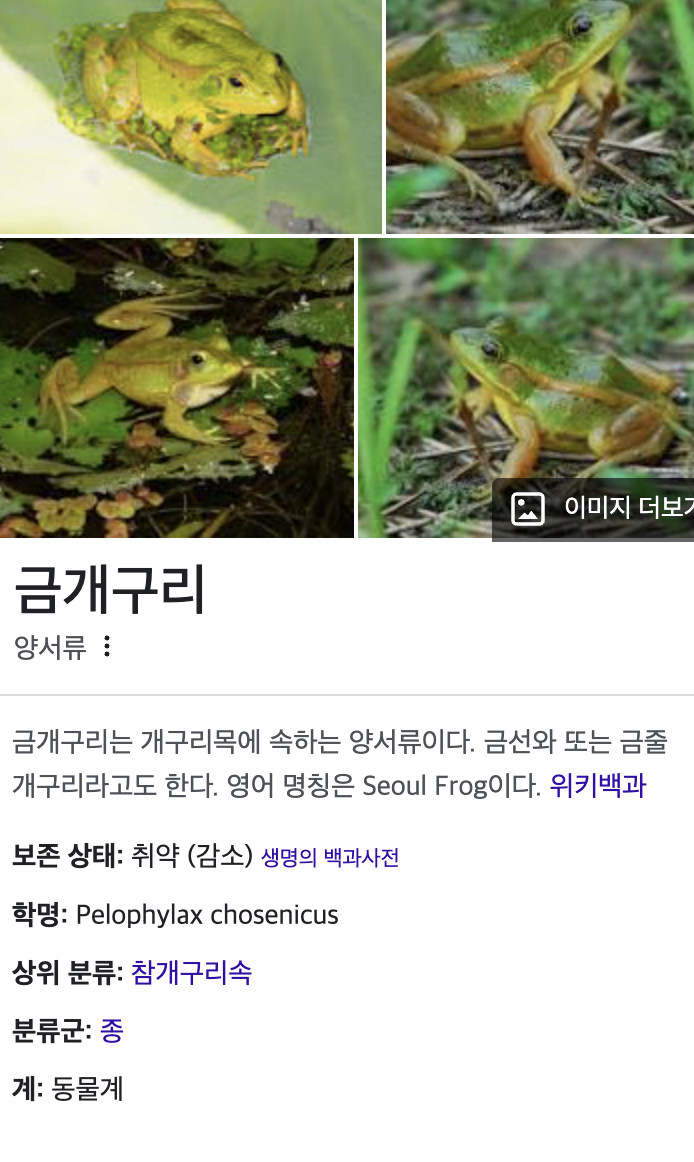 이미지 더보기
금개구리
양서류
금개구리는 개구리목에 속하는 양서류이다. 금선와 또는 금줄
개구리라고도 한다. 영어 명칭은 Seoul Frog이다. 위키백과
보존 상태: 취약 (감소) 생명의 백과사전
학명: Pelophylax chosenicus
상위 분류: 참개구리속
분류군: 종
계: 동물계